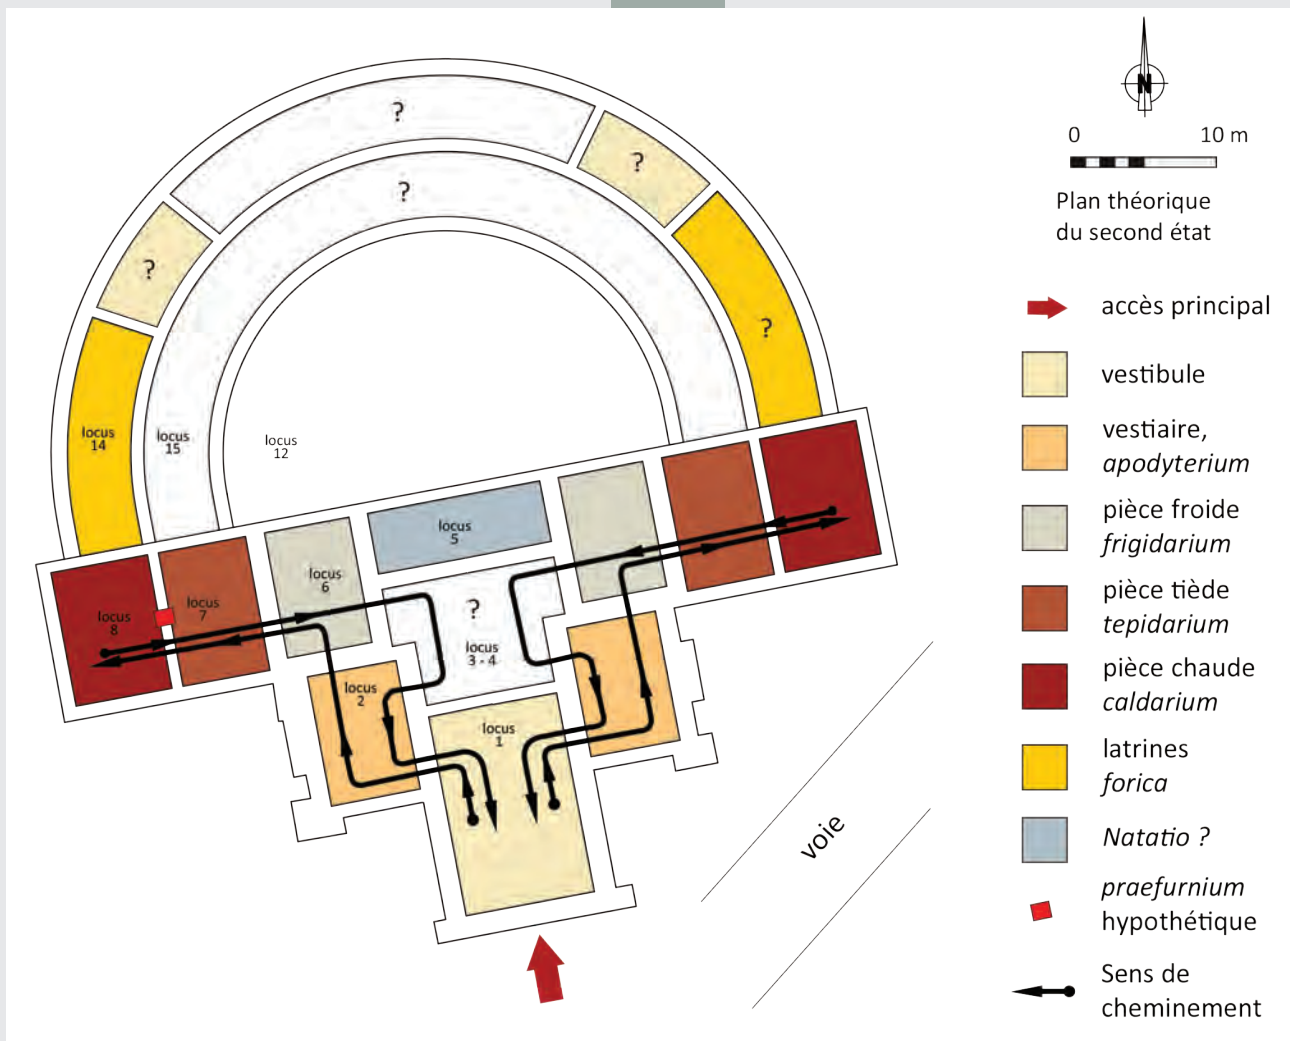 ?
?
?
?
?
locus
14
locus
15
locus
12
locus
5
locus
6
locus
7
locus
8
?
locus
3 - 4
locus
2
locus
1
voie
N
0 10 m
Plan théorique
du second état
accès principal
vestibule
vestiaire,
apodyterium
pièce froide
frigidarium
pièce tiède
tepidarium
pièce chaude
caldarium
latrines
forica
Natatio ?
praefurnium
hypothétique
Sens de
cheminement